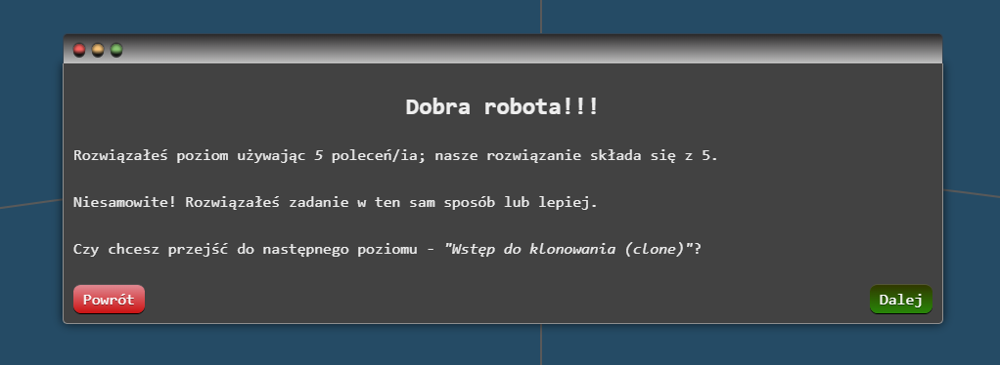 Dobra robota!!!
Rozwiązałeś poziom używając 5 poleceń/ia; nasze rozwiązanie składa się z 5.
Niesamowite! Rozwiązałeś zadanie w ten sam sposób lub lepiej.
Czy chcesz przejść do następnego poziomu - "Wstęp do klonowania (clone)"?
Powrót
Dalej